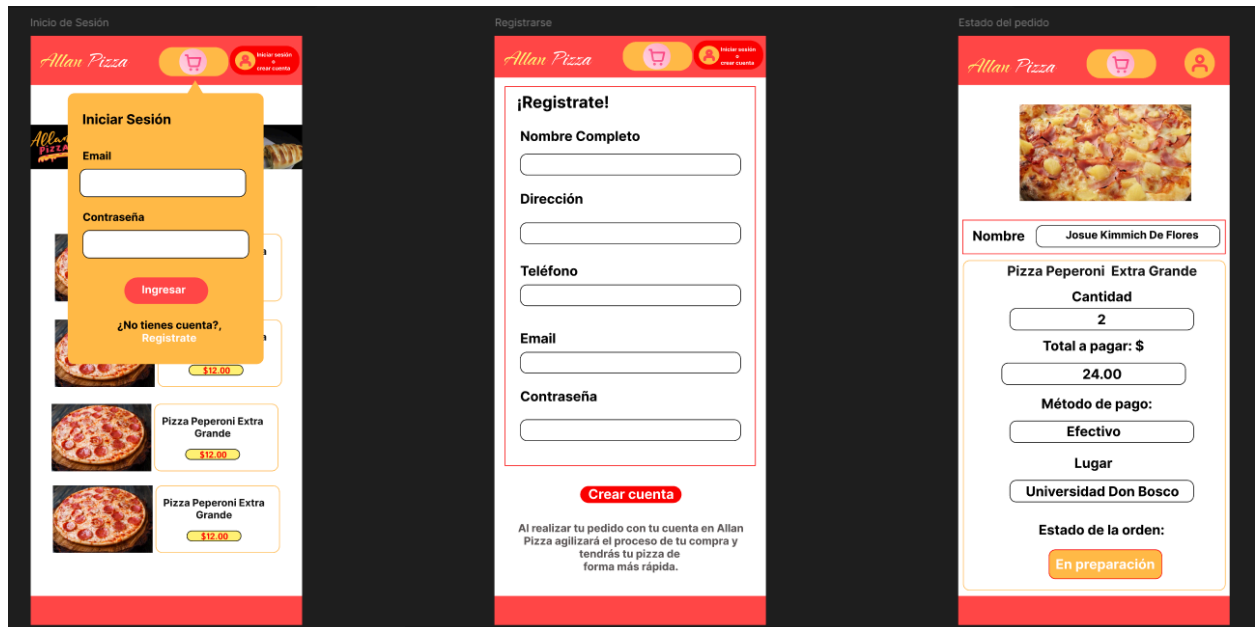 Inicio de Sesión
Allan Pizza
Iniciar sesión
o
crear cuenta
Iniciar Sesión
Allan
PIZZA
Email
Contraseña
Ingresar
¿No tienes cuenta?,
Registrate
$12.00
Pizza Peperoni Extra
Grande
$12.00
Pizza Peperoni Extra
Grande
$12.00
Registrarse
Allan Pizza
Iniciar sesión
o
crear cuenta
¡Registrate!
Nombre Completo
Dirección
Teléfono
Email
Contraseña
Crear cuenta
Al realizar tu pedido con tu cuenta en Allan
Pizza agilizará el proceso de tu compra y
tendrás tu pizza de
forma más rápida.
Estado del pedido
Allan Pizza
Nombre Josue Kimmich De Flores
Pizza Peperoni Extra Grande
Cantidad
2
Total a pagar: $
24.00
Método de pago:
Efectivo
Lugar
Universidad Don Bosco
Estado de la orden:
En preparación